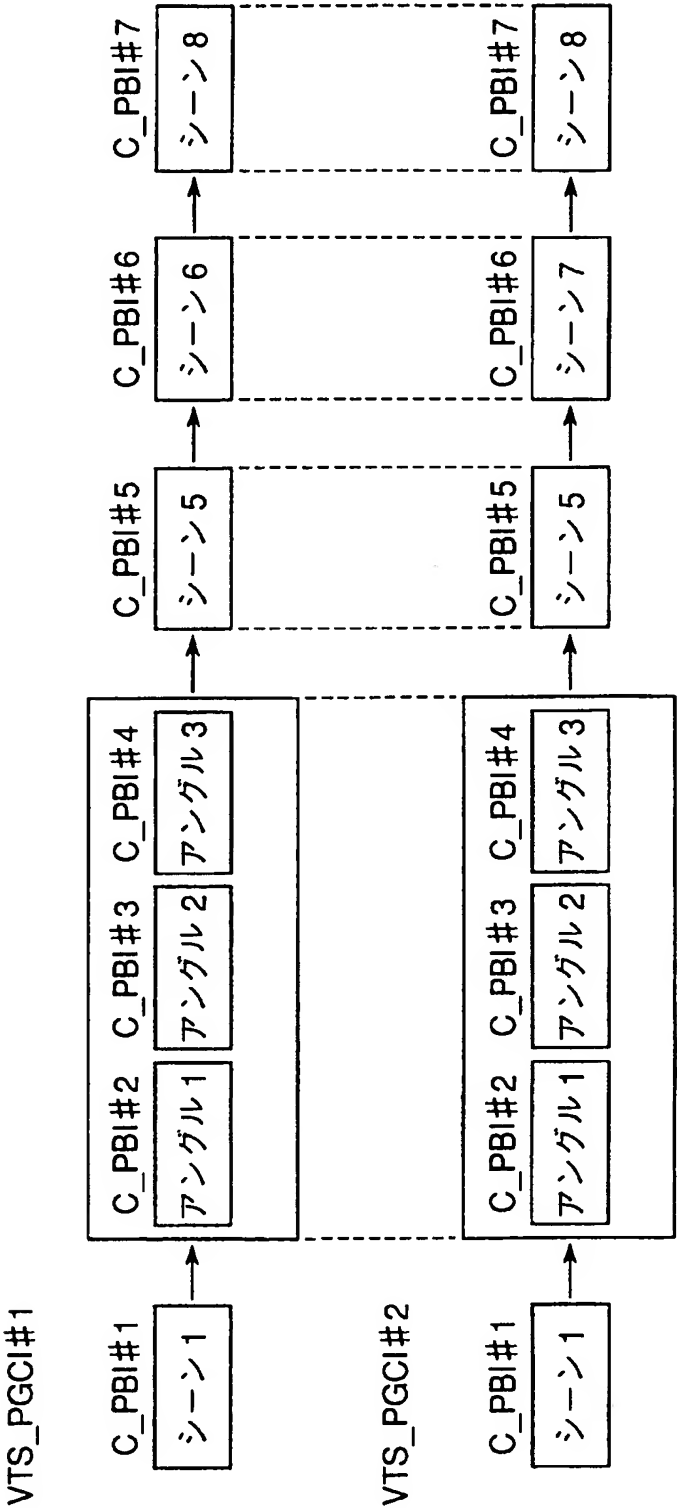 VTS_PGCI#1
C_PBI#1 C_PBI#2 C_PBI#3 C_PBI#4 C_PBI#5 C_PBI#6 C_PBI#7
シーン1 アングル1 アングル2 アングル3 シーン5 シーン6 シーン8
VTS_PGCI#2
C_PBI#1 C_PBI#2 C_PBI#3 C_PBI#4 C_PBI#5 C_PBI#6 C_PBI#7
シーン1 アングル1 アングル2 アングル3 シーン5 シーン7 シーン8